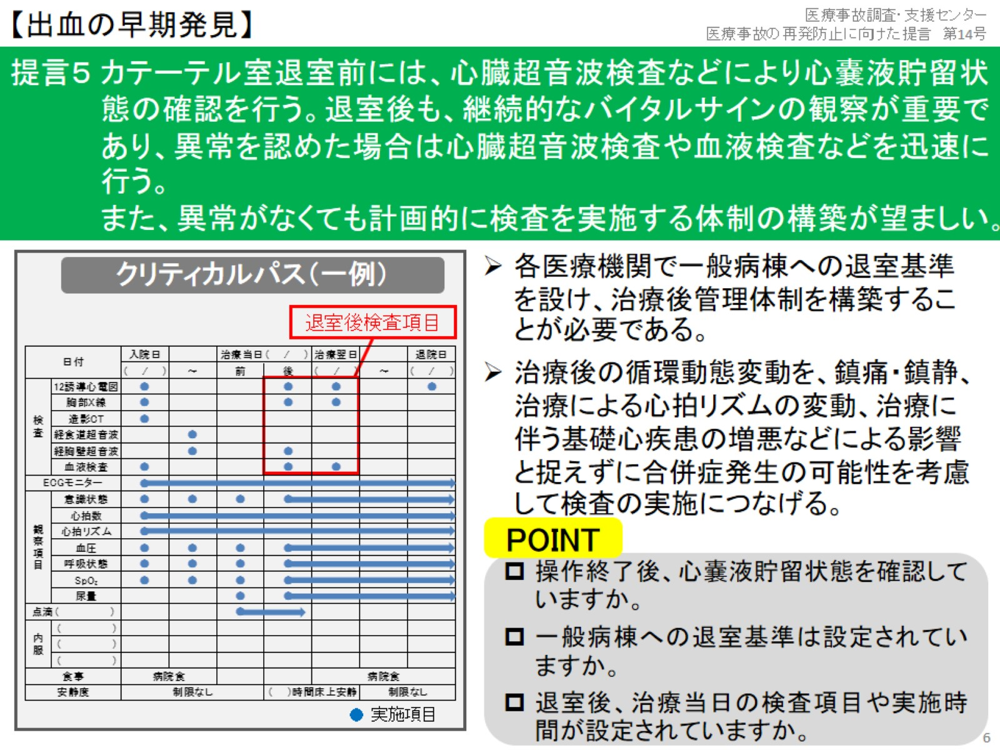 【出血の早期発見】
医療事故調査・支援センター
医療事故の再発防止に向けた提言 第14号
提言5 カテーテル室退室前には、心臓超音波検査などにより心嚢液貯留状
態の確認を行う。退室後も、継続的なバイタルサインの観察が重要で
あり、異常を認めた場合は心臓超音波検査や血液検査などを迅速に
行う。
また、異常がなくても計画的に検査を実施する体制の構築が望ましい。
クリティカルパス(一例)
退室後検査項目
日付 入院日 治療当日( / ) 治療翌日 退院日
( / ) ～ 前 後 ( / ) ～ ( / )
検査
12誘導心電図
胸部X線
造影CT
経食道超音波
経胸壁超音波
血液検査
ECGモニター
観察項目
意識状態
心拍数
心拍リズム
血圧
呼吸状態
SpO₂
尿量
点滴( )
内服
( )
( )
( )
食事 病院食 病院食
安静度 制限なし ( )時間床上安静 制限なし
実施項目
➢ 各医療機関で一般病棟への退室基準
を設け、治療後管理体制を構築するこ
とが必要である。
➢ 治療後の循環動態変動を、鎮痛・鎮静、
治療による心拍リズムの変動、治療に
伴う基礎心疾患の増悪などによる影響
と捉えずに合併症発生の可能性を考慮
して検査の実施につなげる。
POINT
□ 操作終了後、心嚢液貯留状態を確認して
いますか。
□ 一般病棟への退室基準は設定されてい
ますか。
□ 退室後、治療当日の検査項目や実施時
間が設定されていますか。
6